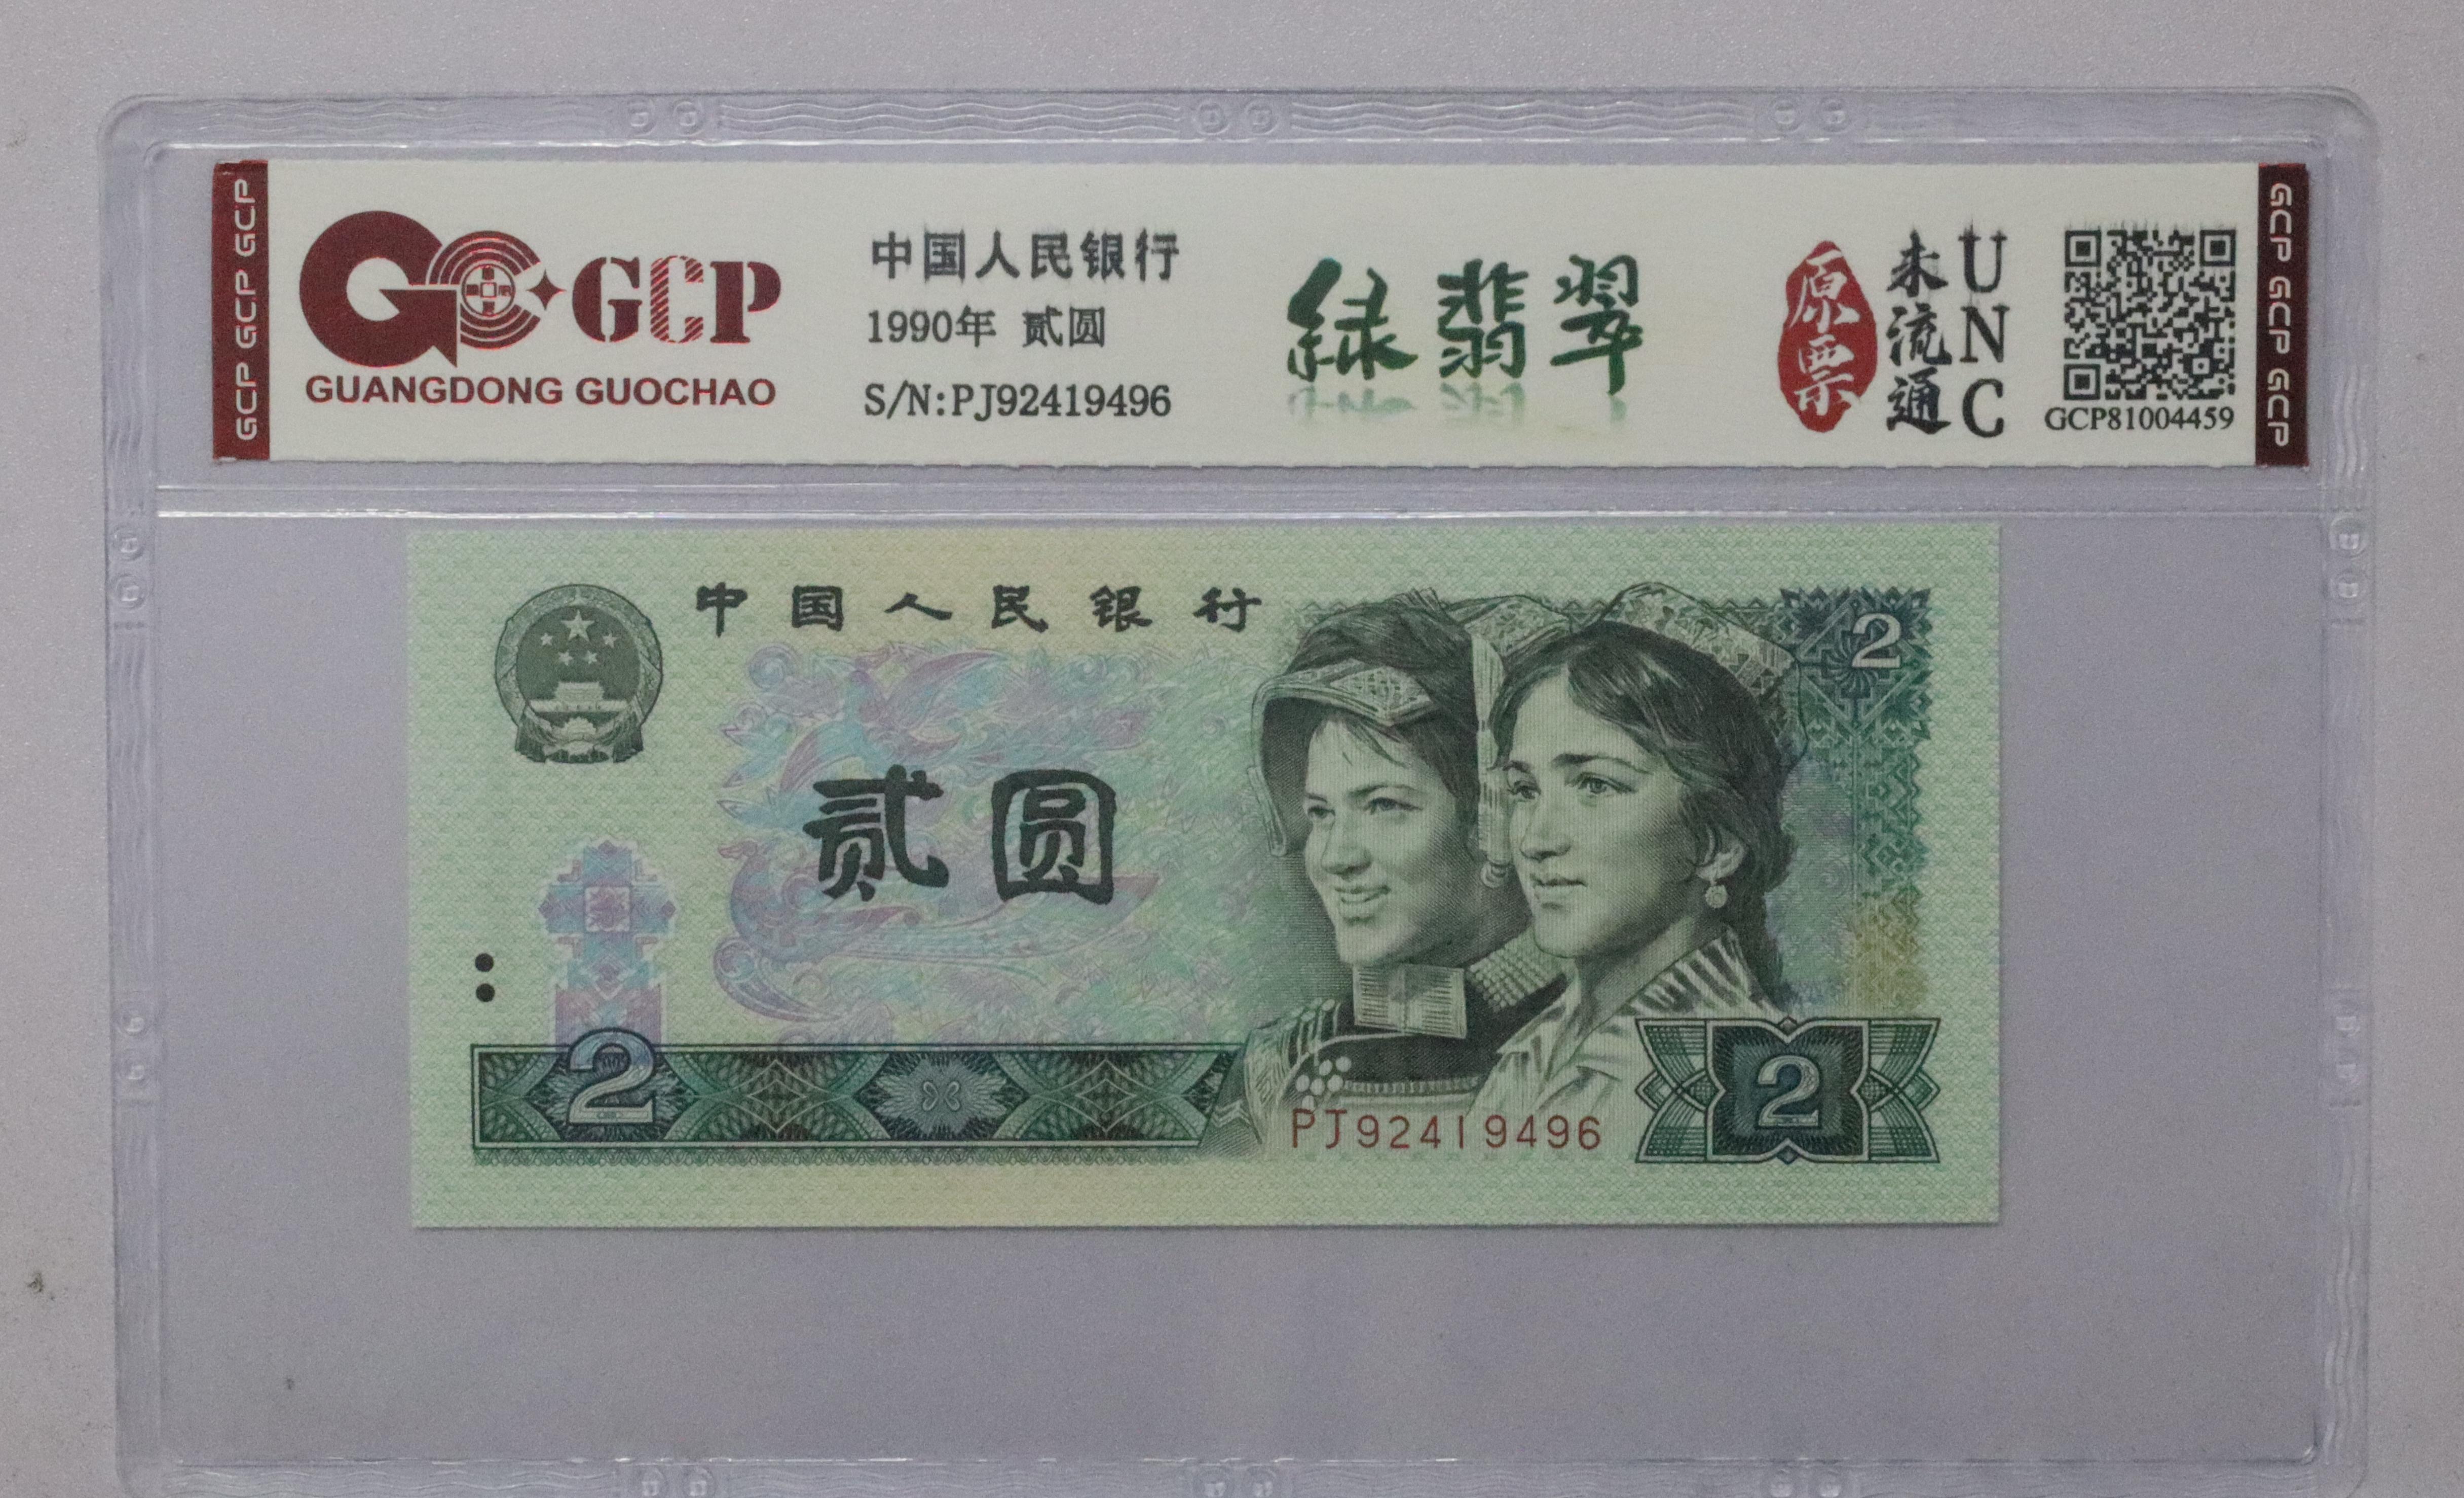 GCP GCP GCP
GCP
GUANGDONG GUOCHAO
中国人民银行
1990年 贰圆
S/N:PJ92419496
绿翡翠
原票
未流通
UNC
GCP81004459
GCP GCP GCP
中国人民银行
2
贰圆
2
PJ92419496
2